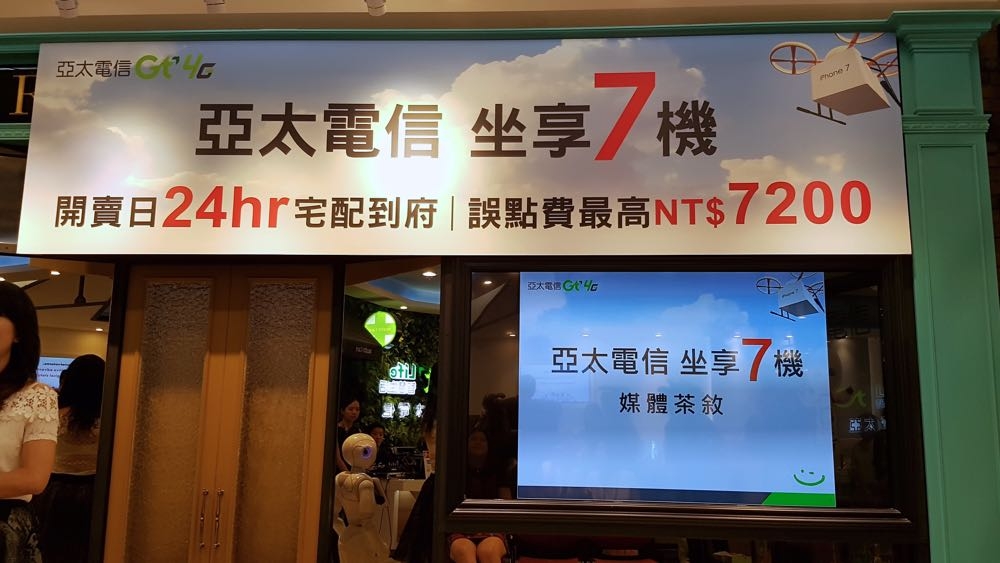 亞太電信 Gt 4G
iPhone 7
亞太電信 坐享7機
開賣日24hr宅配到府｜誤點費最高NT$7200
亞太電信 Gt 4G
iPhone 7
亞太電信 坐享7機
媒體茶敘